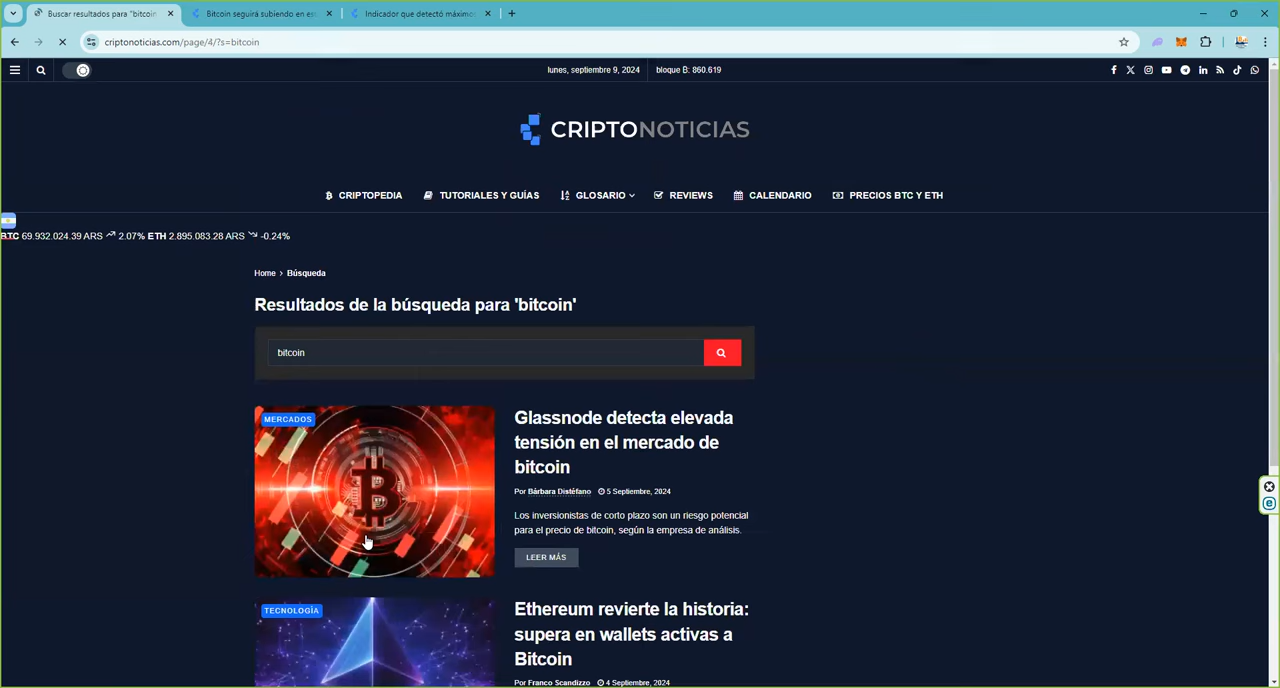 Buscar resultados para "bitcoin
Bitcoin seguirá subiendo en est
Indicador que detectó máximos
criptonoticias.com/page/4/?s=bitcoin
lunes, septiembre 9, 2024
bloque ₿: 860.619
CRIPTONOTICIAS
CRIPTOPEDIA
TUTORIALES Y GUÍAS
GLOSARIO
REVIEWS
CALENDARIO
PRECIOS BTC Y ETH
BTC 69.932.024.39 ARS 2.07% ETH 2.895.083.28 ARS -0.24%
Home > Búsqueda
Resultados de la búsqueda para 'bitcoin'
bitcoin
MERCADOS
Glassnode detecta elevada
tensión en el mercado de
bitcoin
Por Bárbara Distéfano 5 Septiembre, 2024
Los inversionistas de corto plazo son un riesgo potencial
para el precio de bitcoin, según la empresa de análisis.
LEER MÁS
TECNOLOGÍA
Ethereum revierte la historia:
supera en wallets activas a
Bitcoin
Por Franco Scandizzo 4 Septiembre, 2024